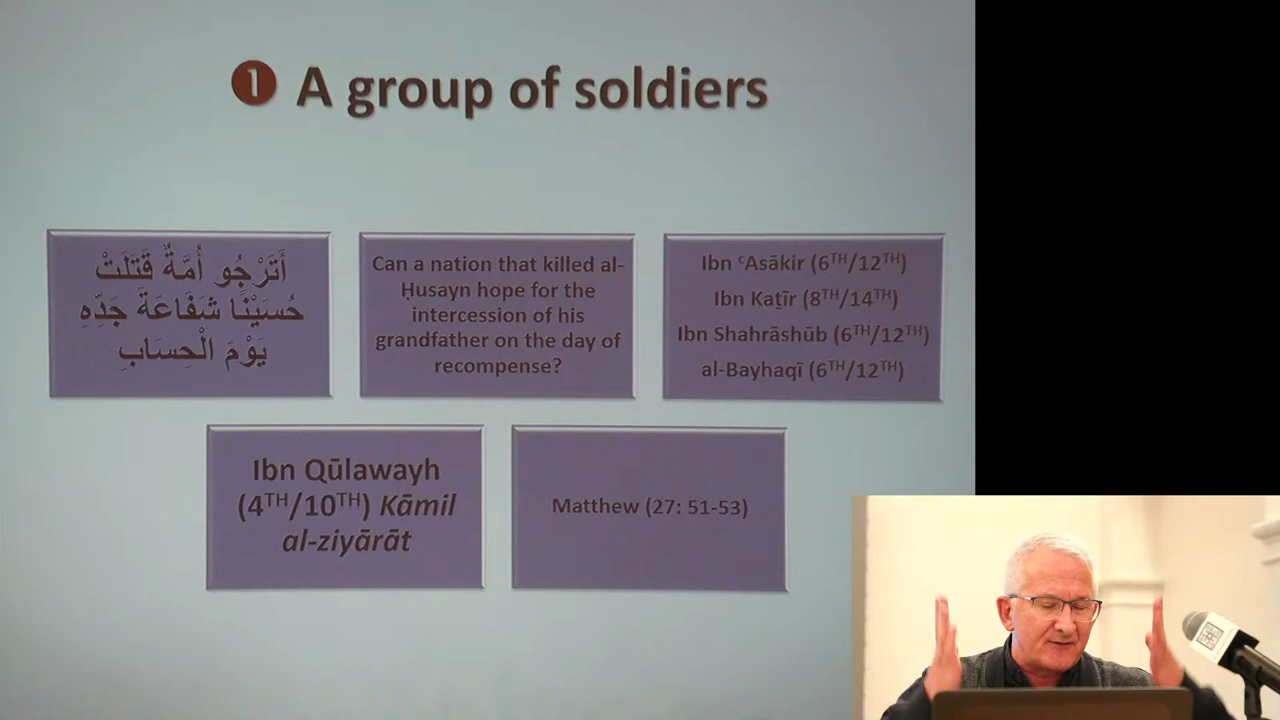 ❶ A group of soldiers
أَتَرْجُو أُمَّةٌ قَتَلَتْ
حُسَيْنَا شَفَاعَةَ جَدِّهِ
يَوْمَ الْحِسَابِ
Can a nation that killed al-
Ḥusayn hope for the
intercession of his
grandfather on the day of
recompense?
Ibn ʿAsākir (6TH/12TH)
Ibn Kaṯīr (8TH/14TH)
Ibn Shahrāshūb (6TH/12TH)
al-Bayhaqī (6TH/12TH)
Ibn Qūlawayh
(4TH/10TH) Kāmil
al-ziyārāt
Matthew (27: 51-53)